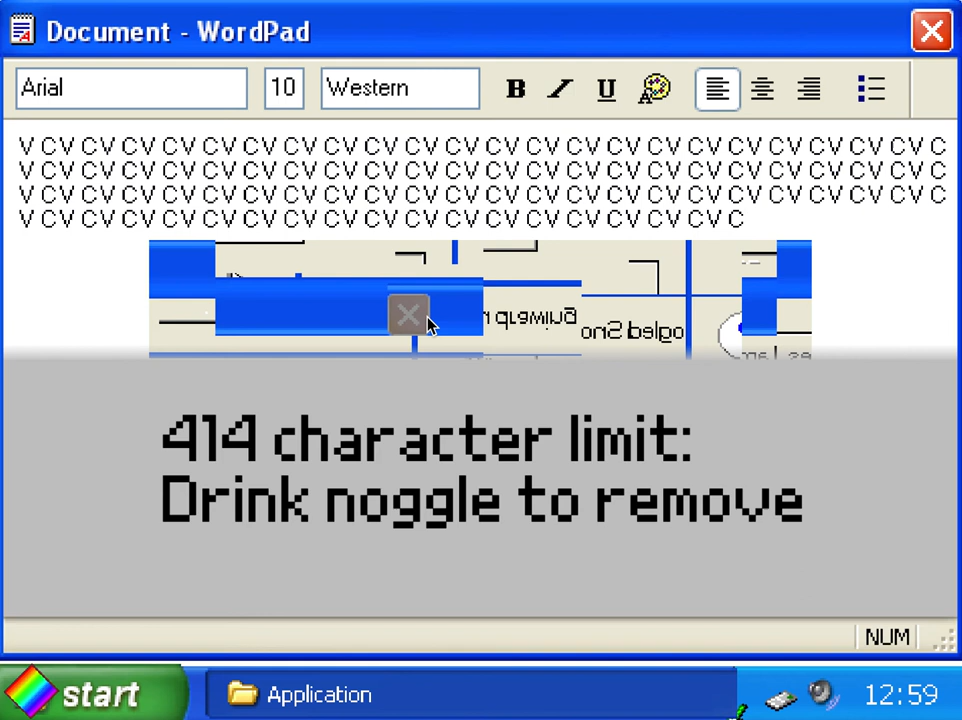 Document - WordPad
Arial 10 Western B I U
V CV CV CV CV CV CV CV CV CV CV CV CV CV CV CV CV CV CV CV CV CV CV C
V CV CV CV CV CV CV CV CV CV CV CV CV CV CV CV CV CV CV CV CV CV CV C
V CV CV CV CV CV CV CV CV CV CV CV CV CV CV CV CV CV CV CV CV CV CV C
V CV CV CV CV CV CV CV CV CV CV CV CV CV CV CV CV CV C
414 character limit:
Drink noggle to remove
NUM
start Application 12:59